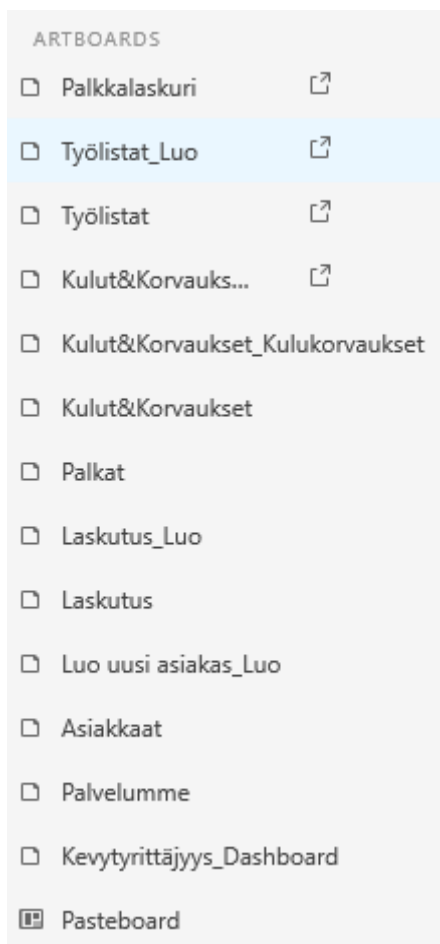 ARTBOARDS
Palkkalaskuri
Työlistat_Luo
Työlistat
Kulut&Korvauks...
Kulut&Korvaukset_Kulukorvaukset
Kulut&Korvaukset
Palkat
Laskutus_Luo
Laskutus
Luo uusi asiakas_Luo
Asiakkaat
Palvelumme
Kevytyrittäjyys_Dashboard
Pasteboard